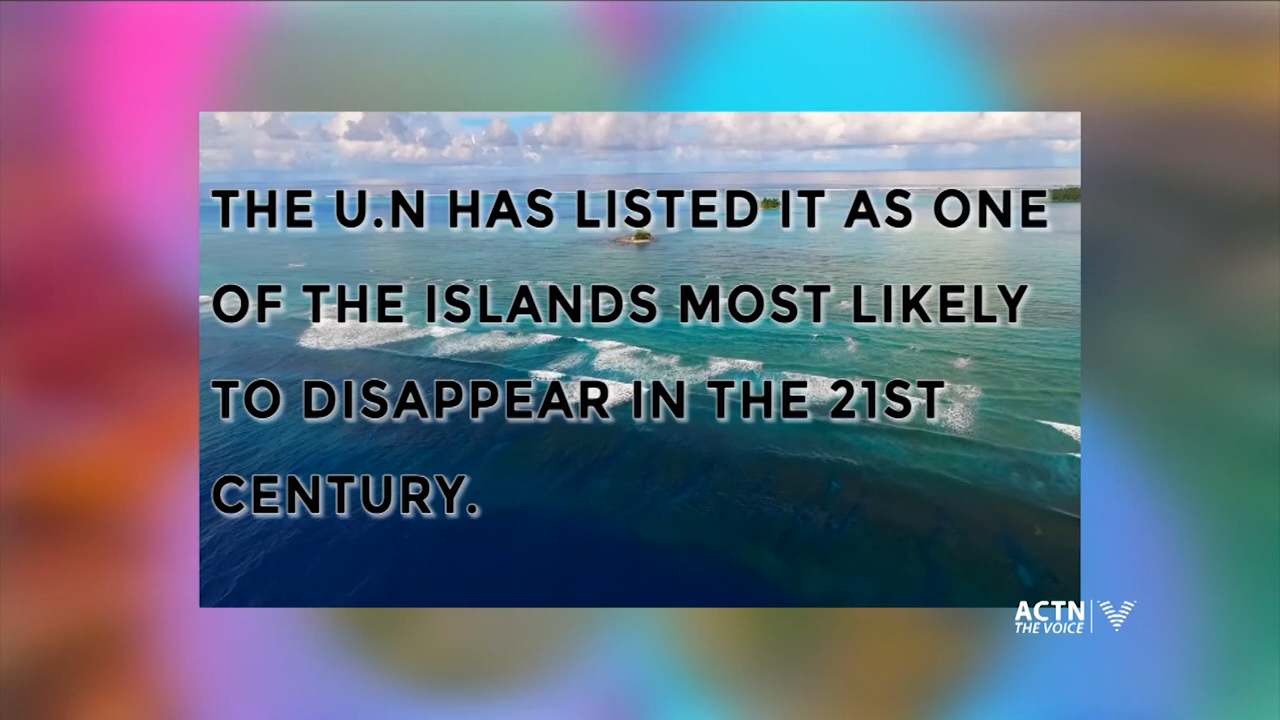 THE U.N HAS LISTED IT AS ONE
OF THE ISLANDS MOST LIKELY
TO DISAPPEAR IN THE 21ST
CENTURY.
ACTN
THE VOICE